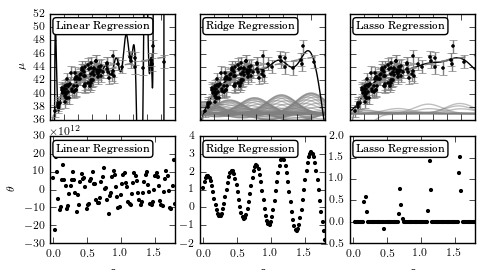 52
50
48
46
44
42
40
38
36
μ
Linear Regression
Ridge Regression
Lasso Regression
×10¹²
30
20
10
0
−10
−20
−30
θ
Linear Regression
0.0 0.5 1.0 1.5
4
3
2
1
0
−1
−2
Ridge Regression
0.0 0.5 1.0 1.5
2.0
1.5
1.0
0.5
0.0
−0.5
Lasso Regression
0.0 0.5 1.0 1.5